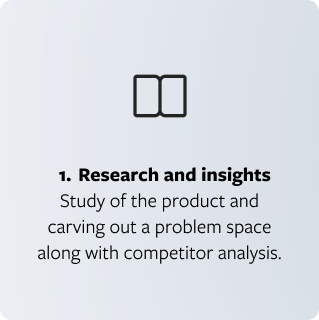 1. Research and insights
Study of the product and
carving out a problem space
along with competitor analysis.